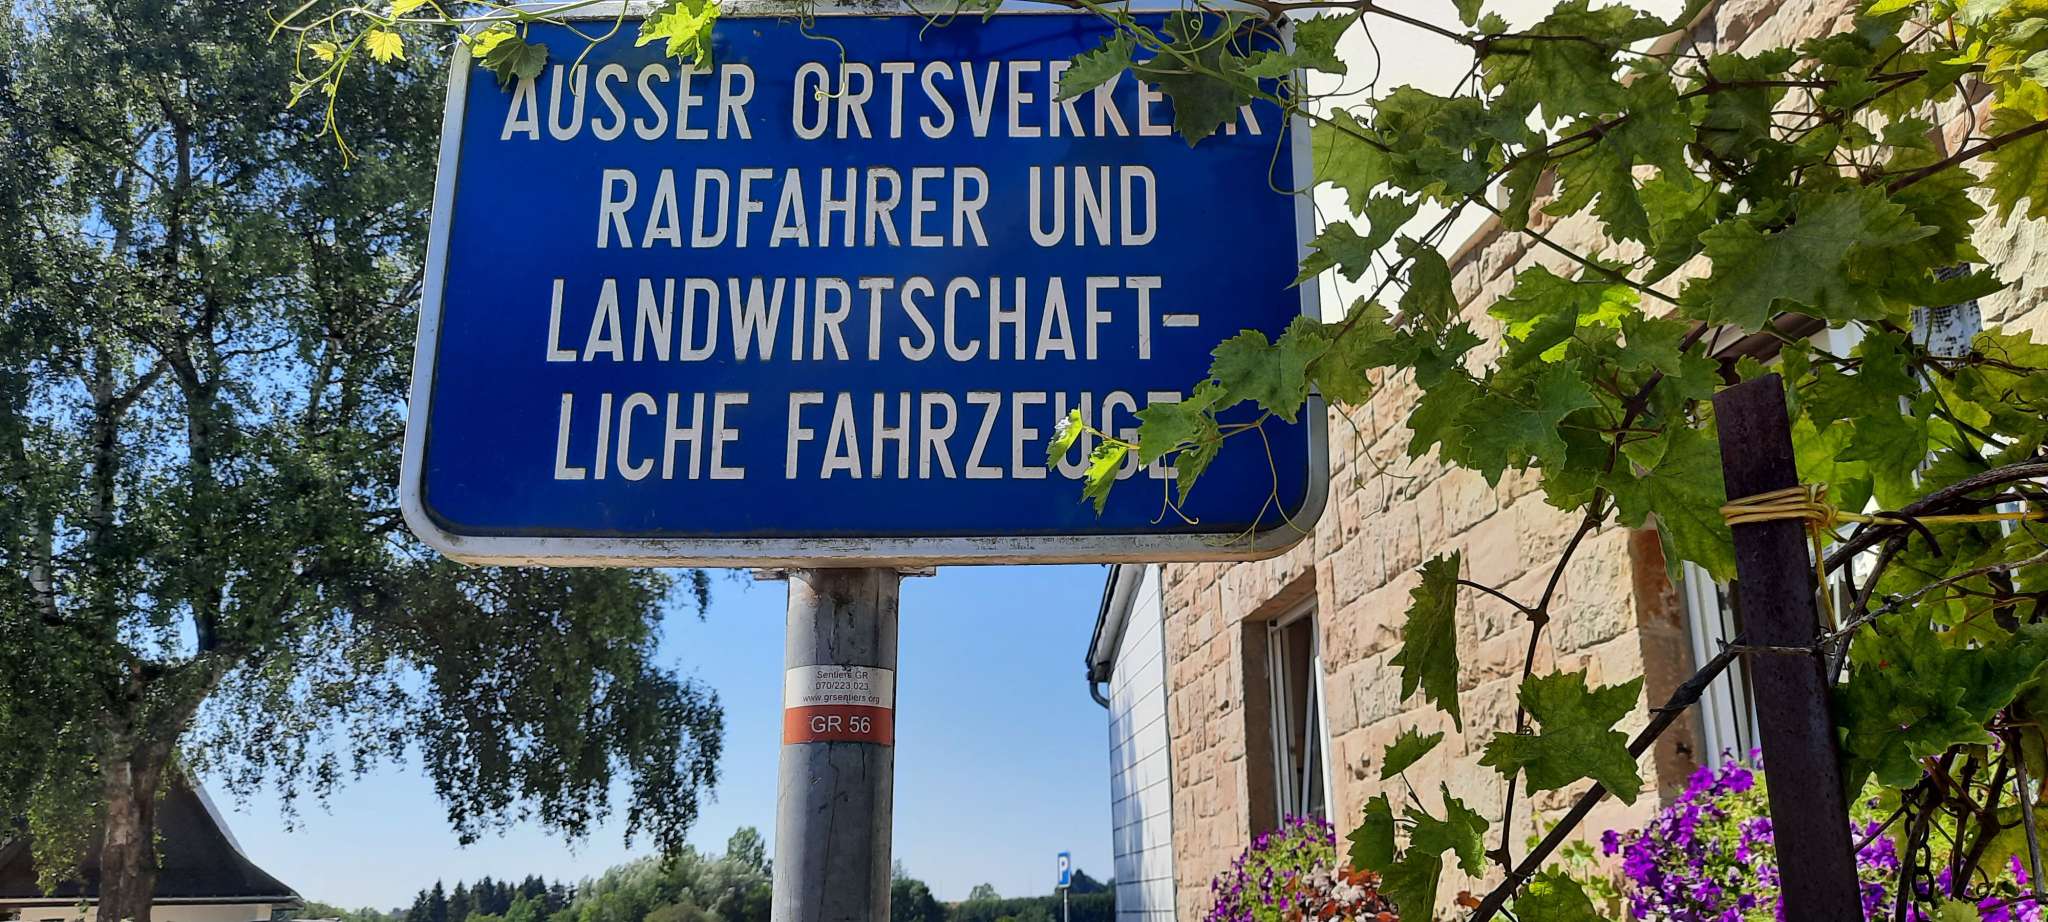 AUSSER ORTSVERKEHR
RADFAHRER UND
LANDWIRTSCHAFT-
LICHE FAHRZEUGE
Sentiers GR
070/223 023
www.grsentiers.org
GR 56
P